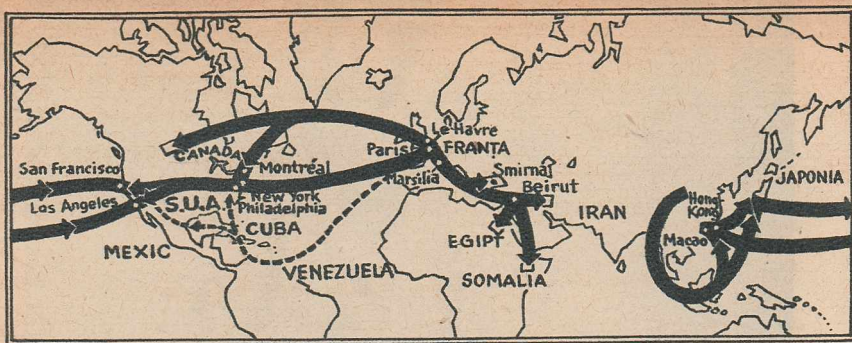 CANADA
Montréal
Paris
Le Havre
FRANTA
Marsilia
Smirna
Beirut
San Francisco
Los Angeles
S.U.A.
New York
Philadelphia
CUBA
MEXIC
VENEZUELA
EGIPT
IRAN
SOMALIA
JAPONIA
Hong
Kong
Macao